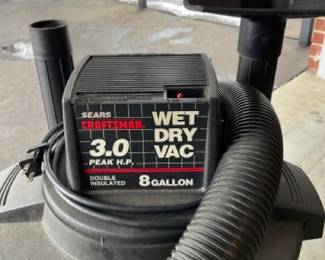 SEARS
CRAFTSMAN
3.0
PEAK H.P.
DOUBLE
INSULATED
WET
DRY
VAC
8 GALLON